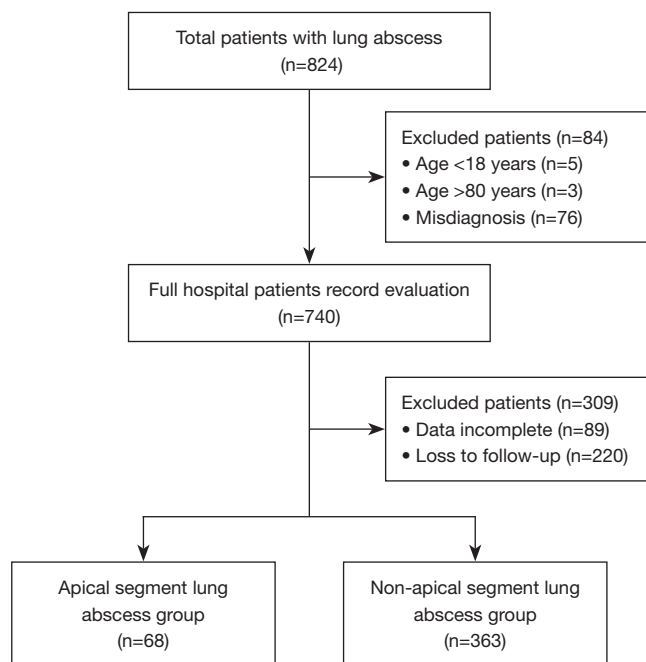 Total patients with lung abscess
(n=824)
Excluded patients (n=84)
• Age <18 years (n=5)
• Age >80 years (n=3)
• Misdiagnosis (n=76)
Full hospital patients record evaluation
(n=740)
Excluded patients (n=309)
• Data incomplete (n=89)
• Loss to follow-up (n=220)
Apical segment lung
abscess group
(n=68)
Non-apical segment lung
abscess group
(n=363)